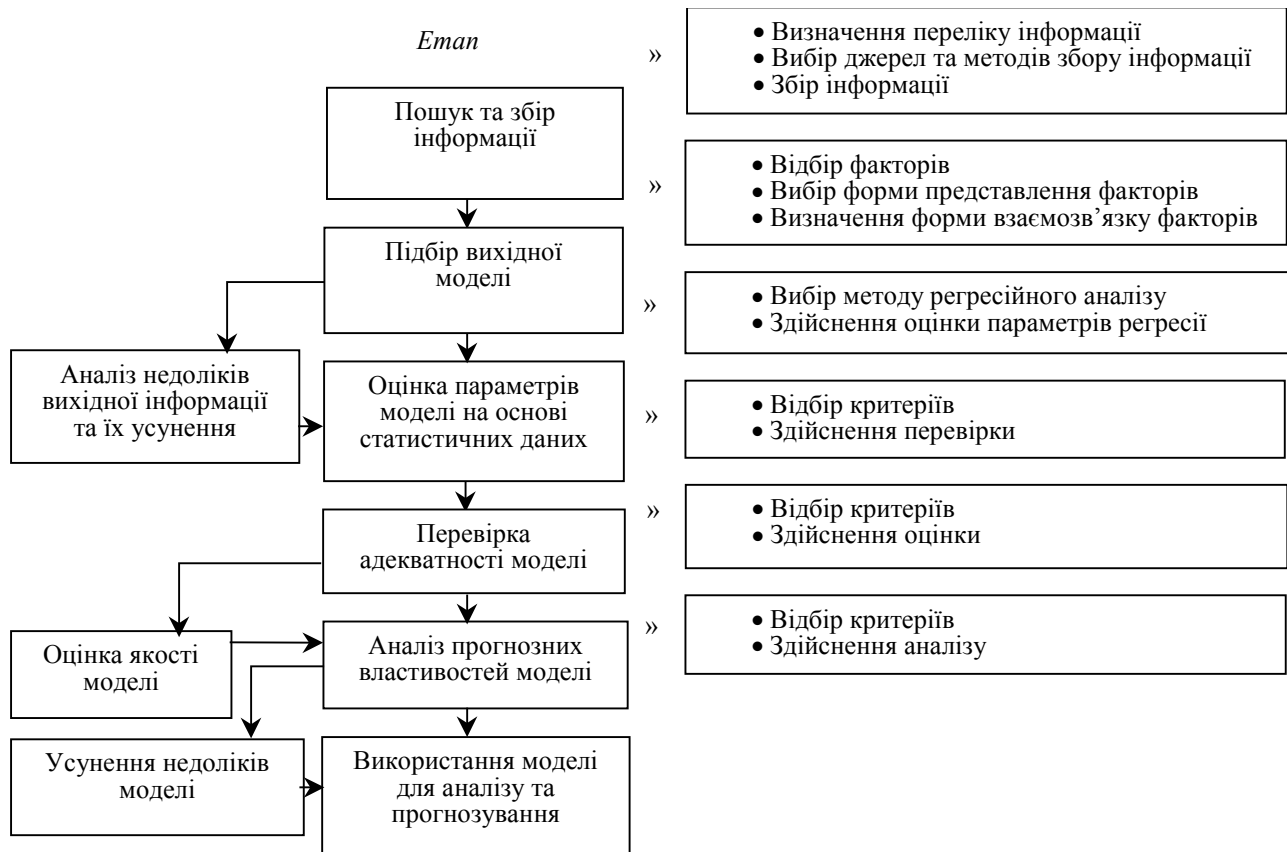 Етап
»
• Визначення переліку інформації
• Вибір джерел та методів збору інформації
• Збір інформації
Пошук та збір
інформації
»
• Відбір факторів
• Вибір форми представлення факторів
• Визначення форми взаємозв’язку факторів
Підбір вихідної
моделі
»
• Вибір методу регресійного аналізу
• Здійснення оцінки параметрів регресії
Аналіз недоліків
вихідної інформації
та їх усунення
Оцінка параметрів
моделі на основі
статистичних даних
»
• Відбір критеріїв
• Здійснення перевірки
Перевірка
адекватності моделі
»
• Відбір критеріїв
• Здійснення оцінки
Оцінка якості
моделі
Аналіз прогнозних
властивостей моделі
»
• Відбір критеріїв
• Здійснення аналізу
Усунення недоліків
моделі
Використання моделі
для аналізу та
прогнозування